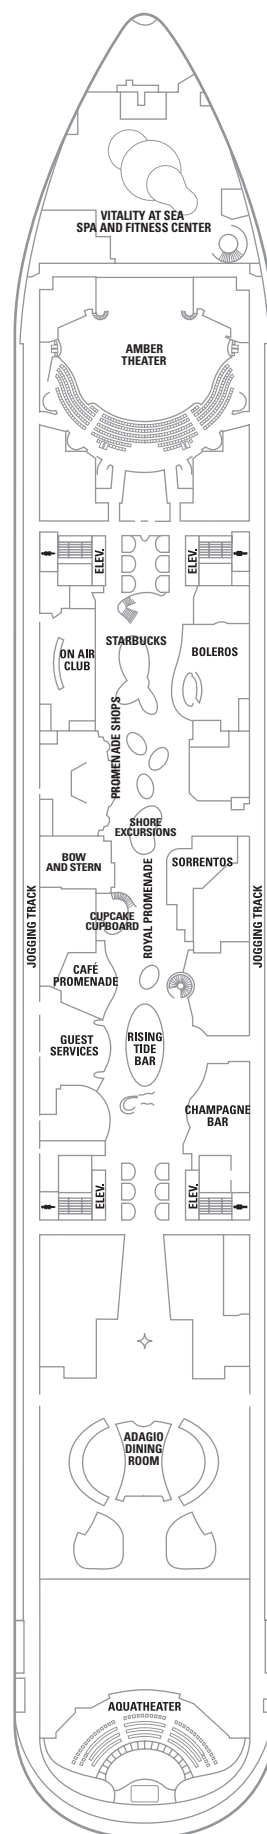 VITALITY AT SEA
SPA AND FITNESS CENTER
AMBER
THEATER
ELEV.
ELEV.
STARBUCKS
ON AIR
CLUB
BOLEROS
PROMENADE SHOPS
SHORE
EXCURSIONS
BOW
AND STERN
SORRENTOS
ROYAL PROMENADE
JOGGING TRACK
JOGGING TRACK
CUPCAKE
CUPBOARD
CAFÉ
PROMENADE
GUEST
SERVICES
RISING
TIDE
BAR
CHAMPAGNE
BAR
ELEV.
ELEV.
ADAGIO
DINING
ROOM
AQUATHEATER